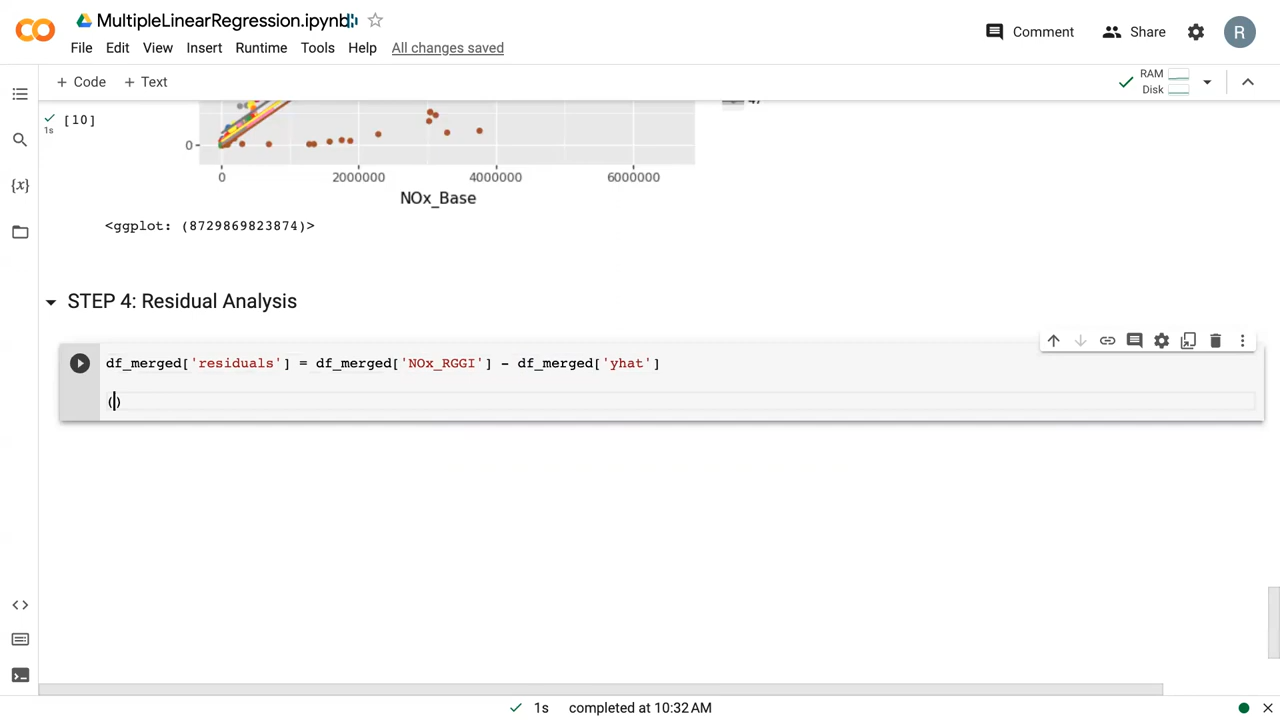 MultipleLinearRegression.ipynb
File Edit View Insert Runtime Tools Help All changes saved
Comment Share R
+ Code + Text
RAM
Disk
[10]
1s
0
0 2000000 4000000 6000000
NOx_Base
<ggplot: (8729869823874)>
STEP 4: Residual Analysis
df_merged['residuals'] = df_merged['NOx_RGGI'] - df_merged['yhat']
()
{x}
1s completed at 10:32 AM